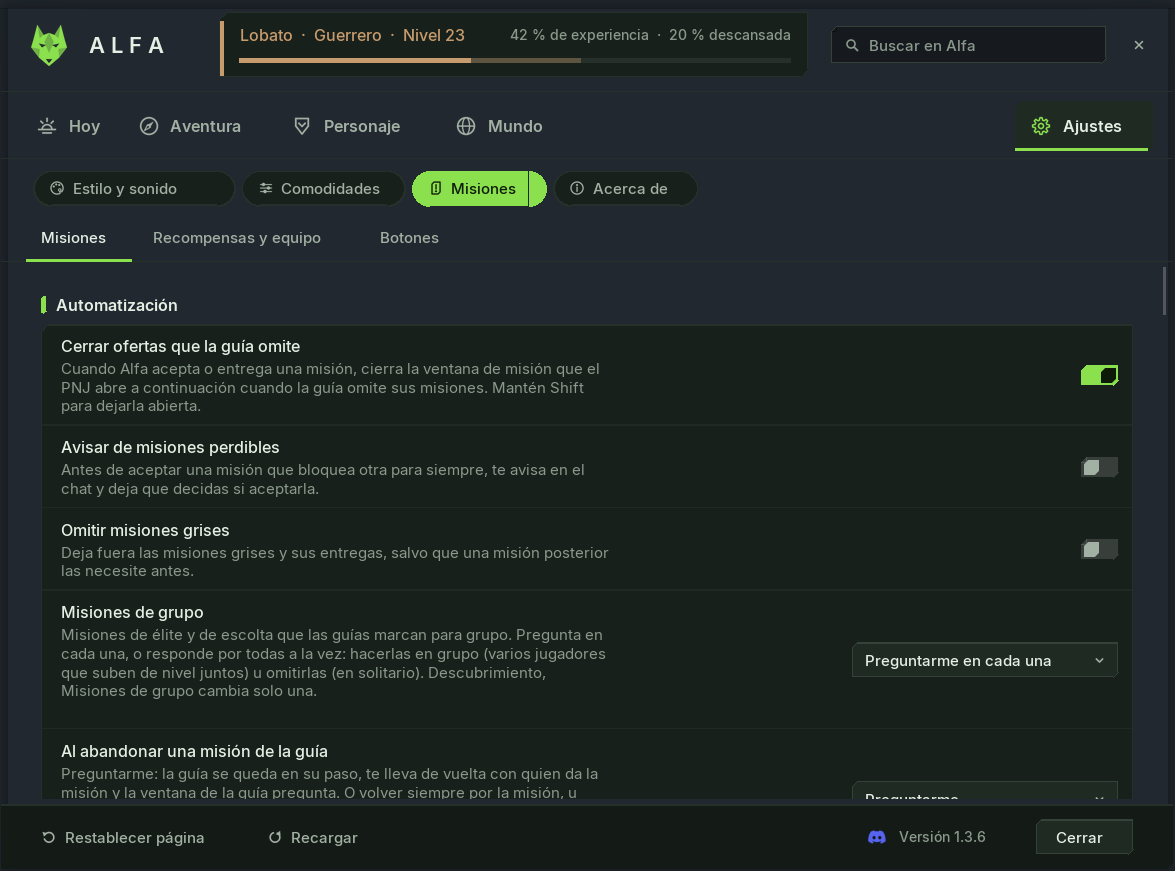 ALFA
Lobato · Guerrero · Nivel 23
42 % de experiencia · 20 % descansada
Buscar en Alfa
Hoy
Aventura
Personaje
Mundo
Ajustes
Estilo y sonido
Comodidades
Misiones
Acerca de
Misiones
Recompensas y equipo
Botones
Automatización
Cerrar ofertas que la guía omite
Cuando Alfa acepta o entrega una misión, cierra la ventana de misión que el
PNJ abre a continuación cuando la guía omite sus misiones. Mantén Shift
para dejarla abierta.
Avisar de misiones perdibles
Antes de aceptar una misión que bloquea otra para siempre, te avisa en el
chat y deja que decidas si aceptarla.
Omitir misiones grises
Deja fuera las misiones grises y sus entregas, salvo que una misión posterior
las necesite antes.
Misiones de grupo
Misiones de élite y de escolta que las guías marcan para grupo. Pregunta en
cada una, o responde por todas a la vez: hacerlas en grupo (varios jugadores
que suben de nivel juntos) u omitirlas (en solitario). Descubrimiento,
Misiones de grupo cambia solo una.
Preguntarme en cada una
Al abandonar una misión de la guía
Preguntarme: la guía se queda en su paso, te lleva de vuelta con quien da la
misión y la ventana de la guía pregunta. O volver siempre por la misión, u
Preguntarme
Restablecer página
Recargar
Versión 1.3.6
Cerrar